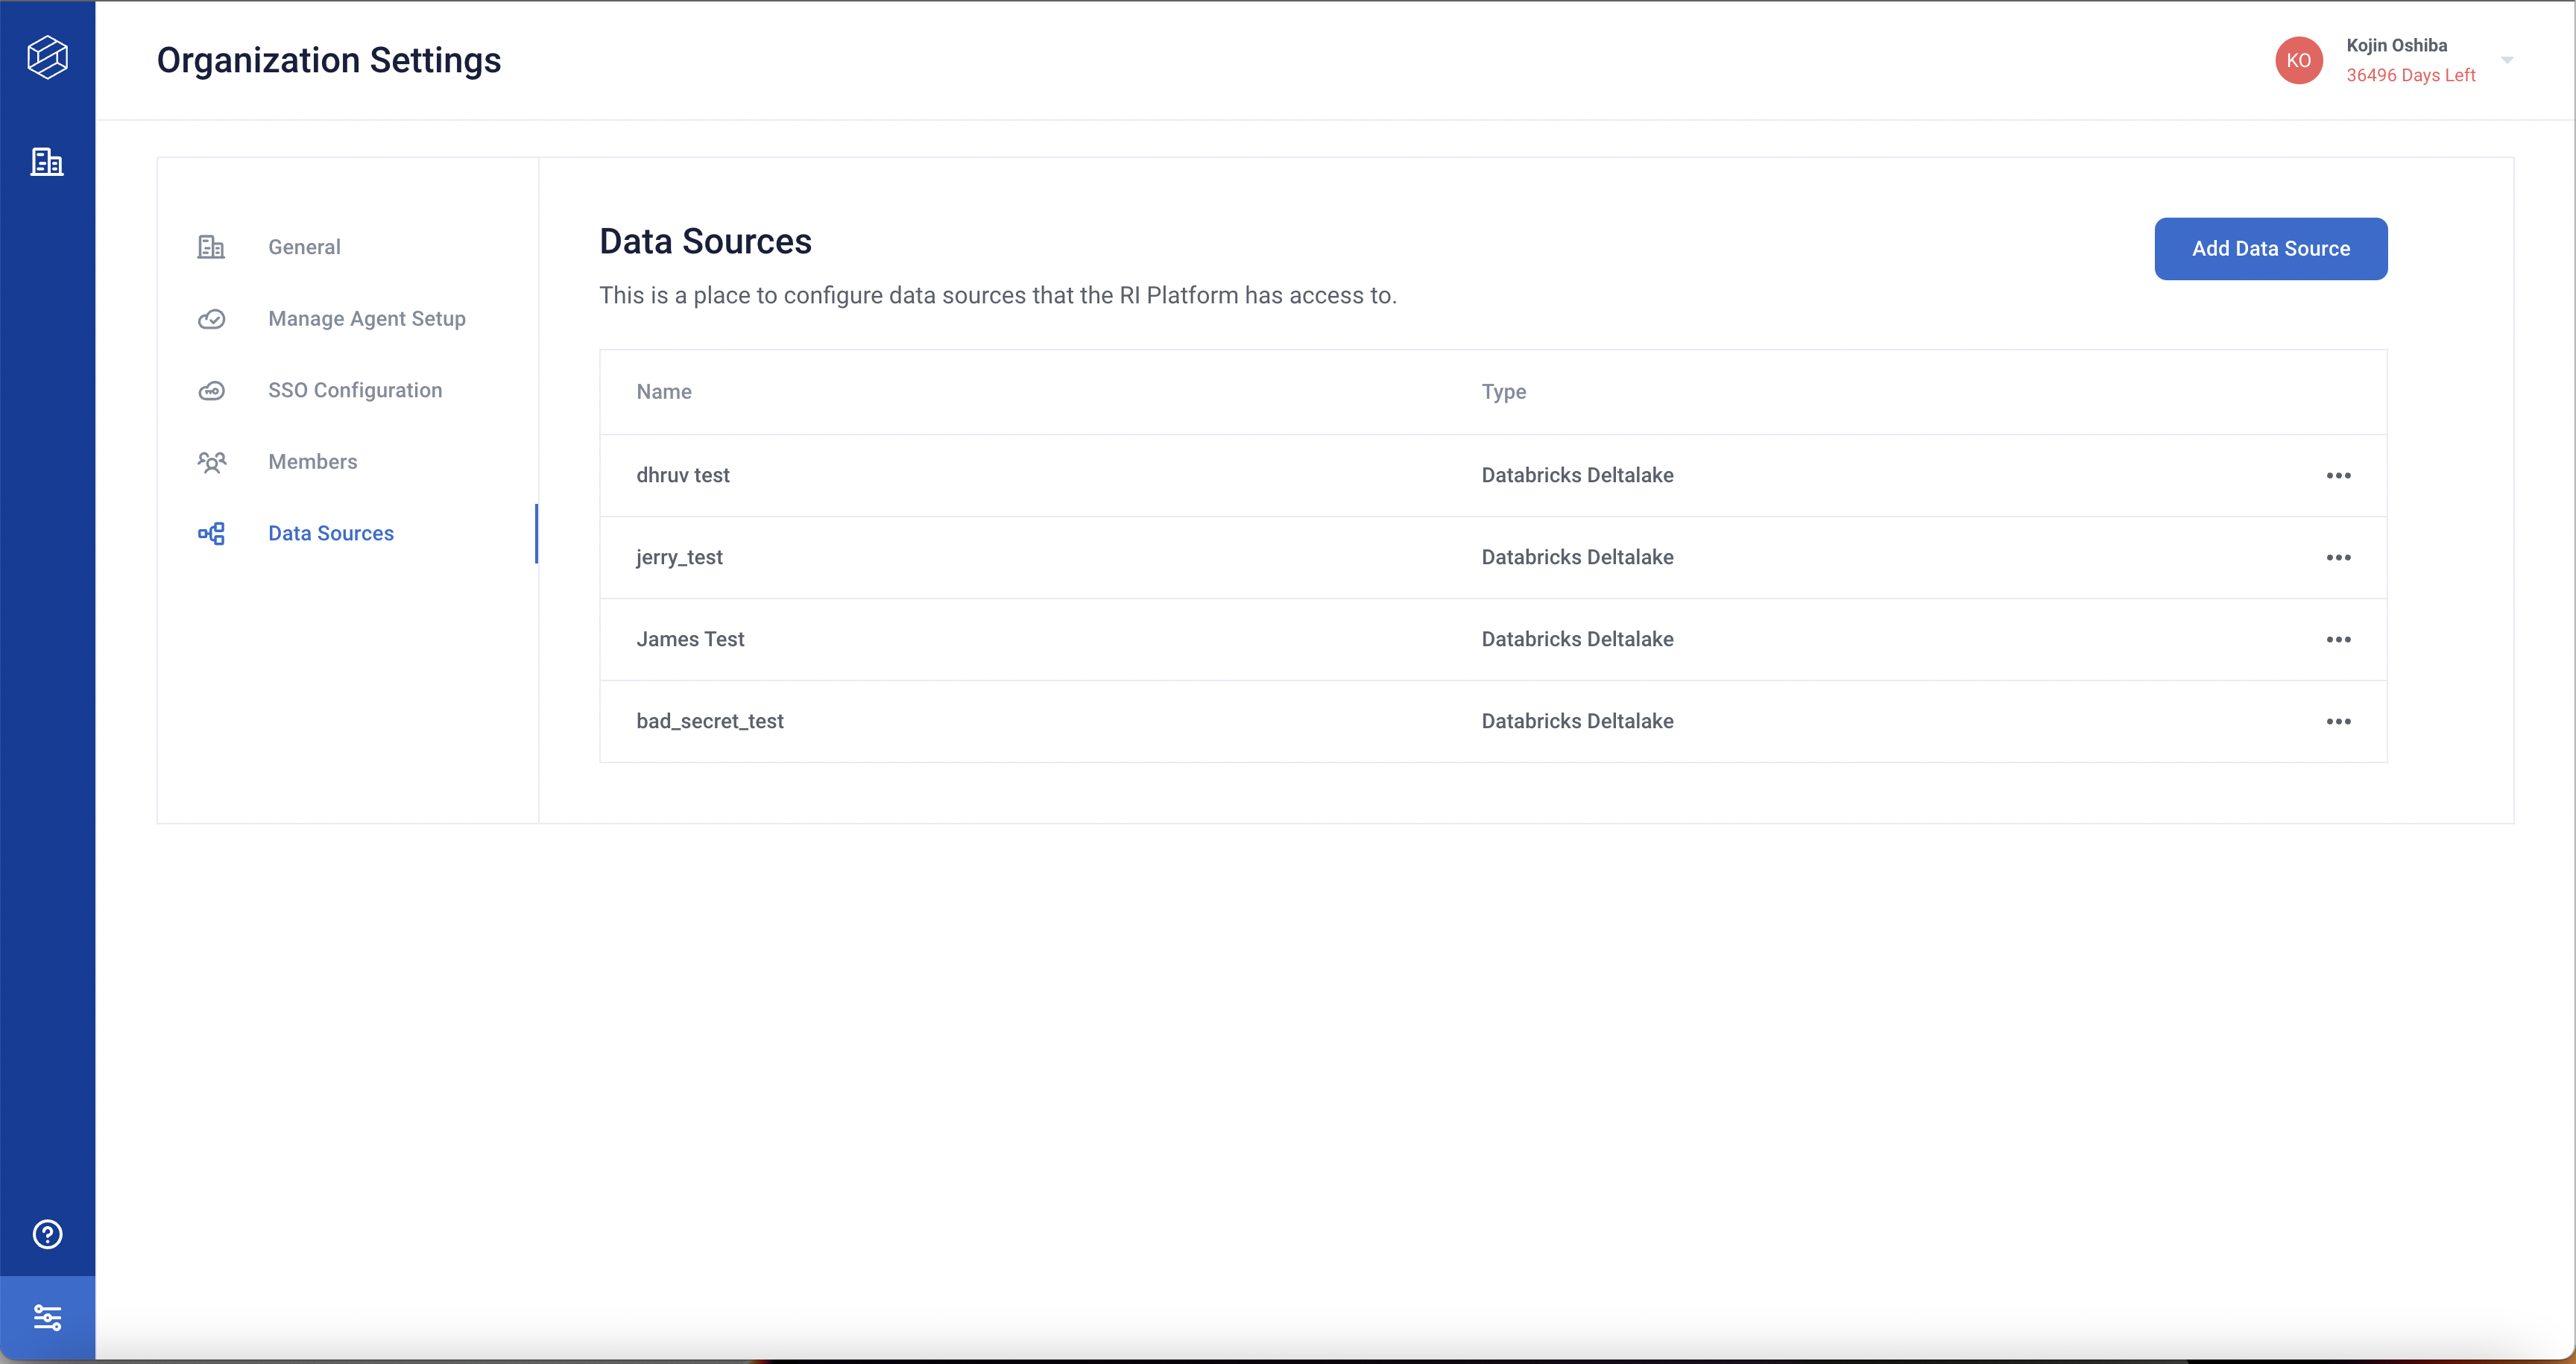 Organization Settings
KO
Kojin Oshiba
36496 Days Left
General
Manage Agent Setup
SSO Configuration
Members
Data Sources
Data Sources
Add Data Source
This is a place to configure data sources that the RI Platform has access to.
Name Type
dhruv test Databricks Deltalake
jerry_test Databricks Deltalake
James Test Databricks Deltalake
bad_secret_test Databricks Deltalake